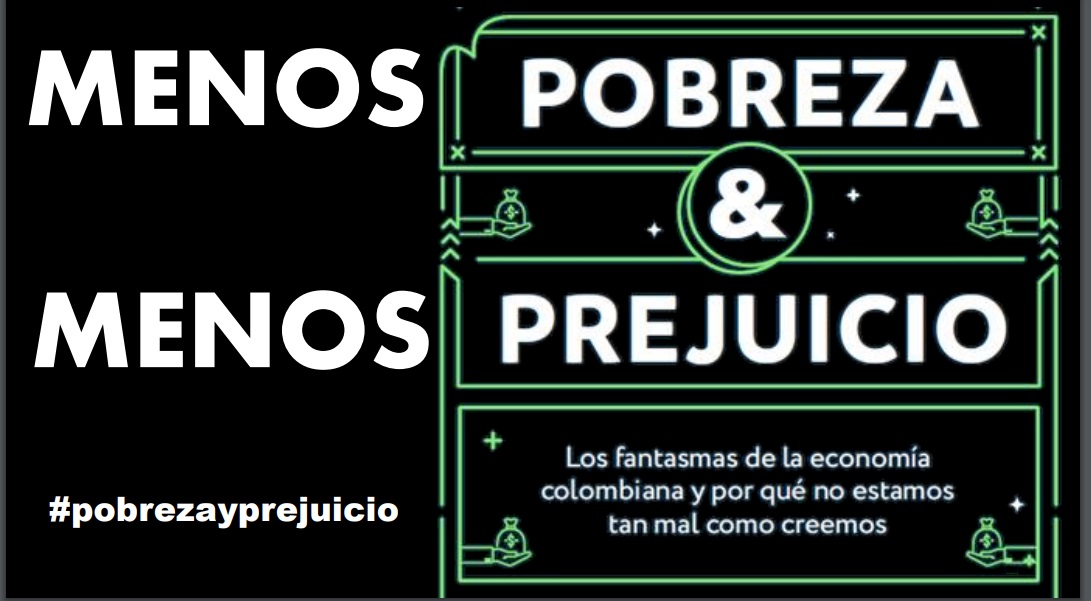 MENOS POBREZA
&
MENOS PREJUICIO
#pobrezayprejuicio
Los fantasmas de la economía
colombiana y por qué no estamos
tan mal como creemos